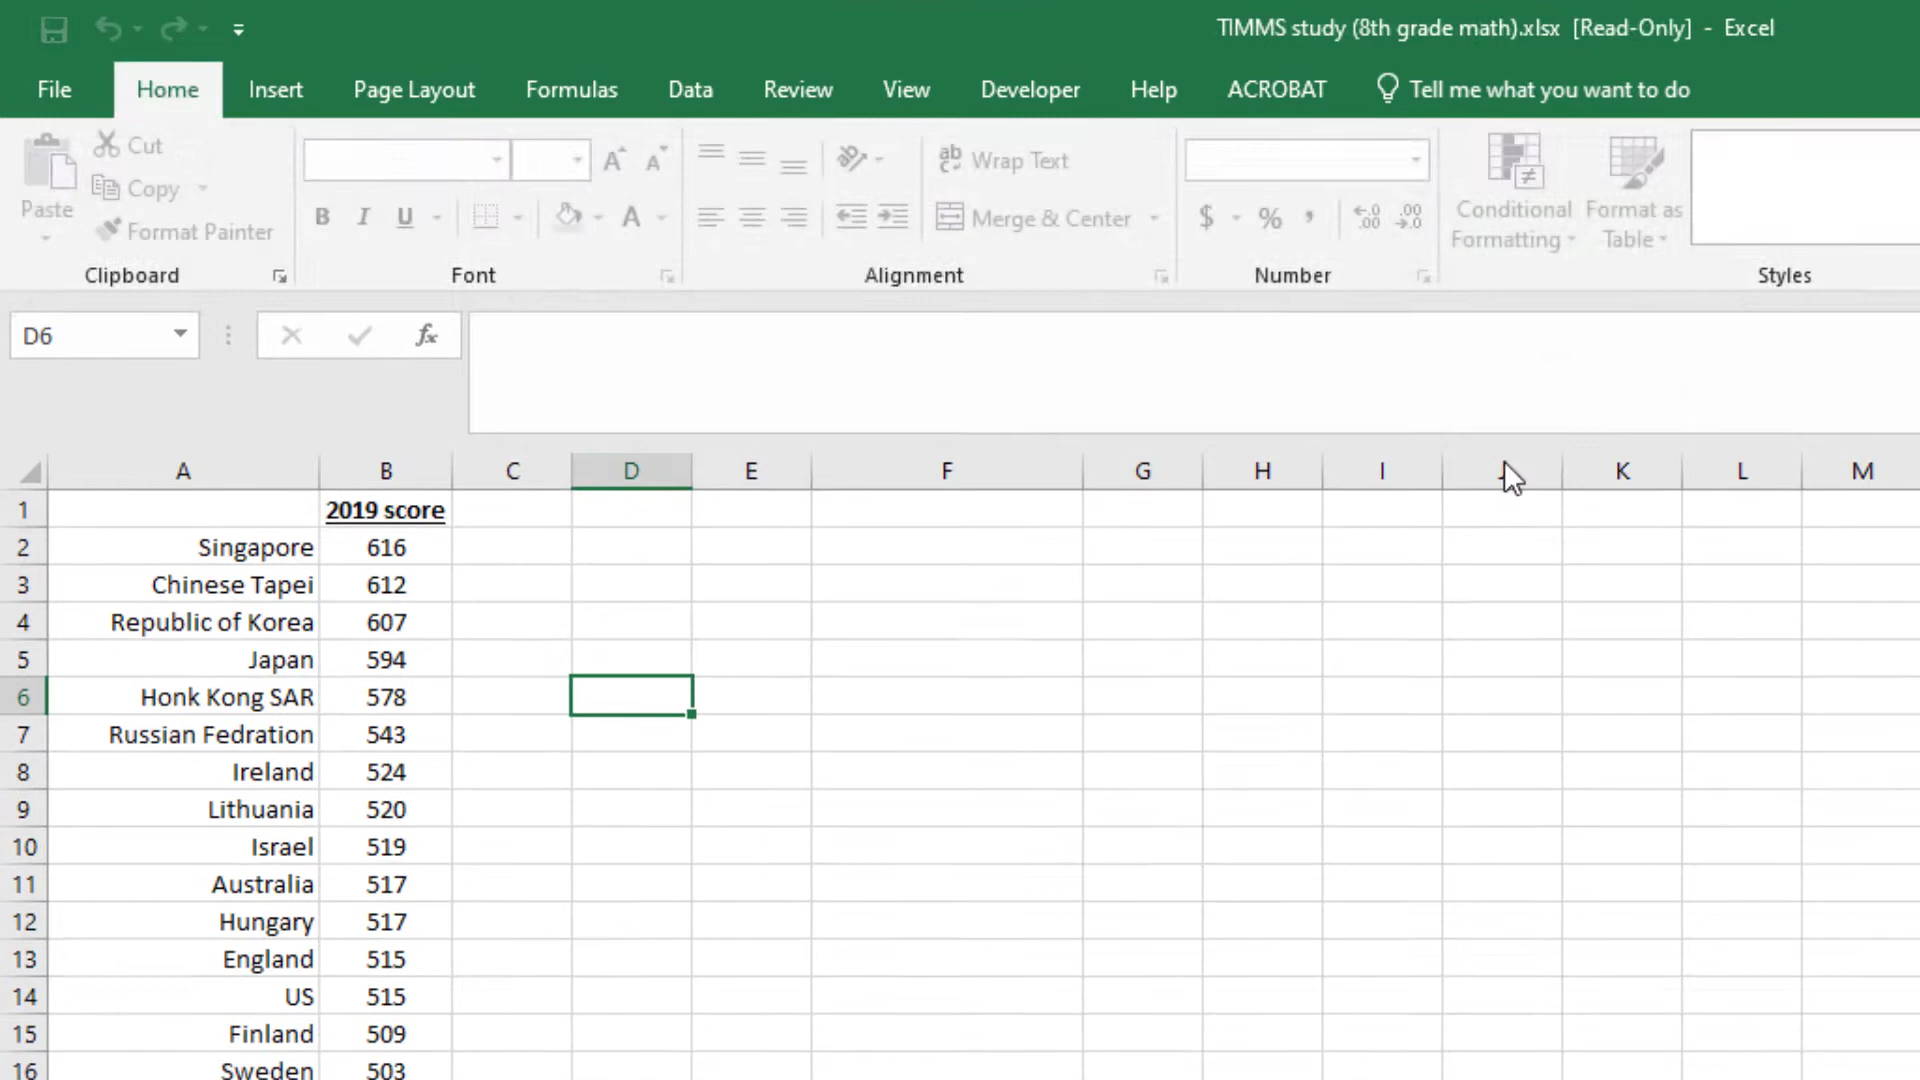 TIMMS study (8th grade math).xlsx [Read-Only] - Excel
File Home Insert Page Layout Formulas Data Review View Developer Help ACROBAT Tell me what you want to do
Paste
Cut
Copy
Format Painter
Clipboard
B I U A A A
Font
ab Wrap Text
Merge & Center
Alignment
$ % , .00 .0
Number
Conditional Formatting
Format as Table
Styles
D6 fx
A B C D E F G H I J K L M
1 2019 score
2 Singapore 616
3 Chinese Tapei 612
4 Republic of Korea 607
5 Japan 594
6 Honk Kong SAR 578
7 Russian Fedration 543
8 Ireland 524
9 Lithuania 520
10 Israel 519
11 Australia 517
12 Hungary 517
13 England 515
14 US 515
15 Finland 509
16 Sweden 503